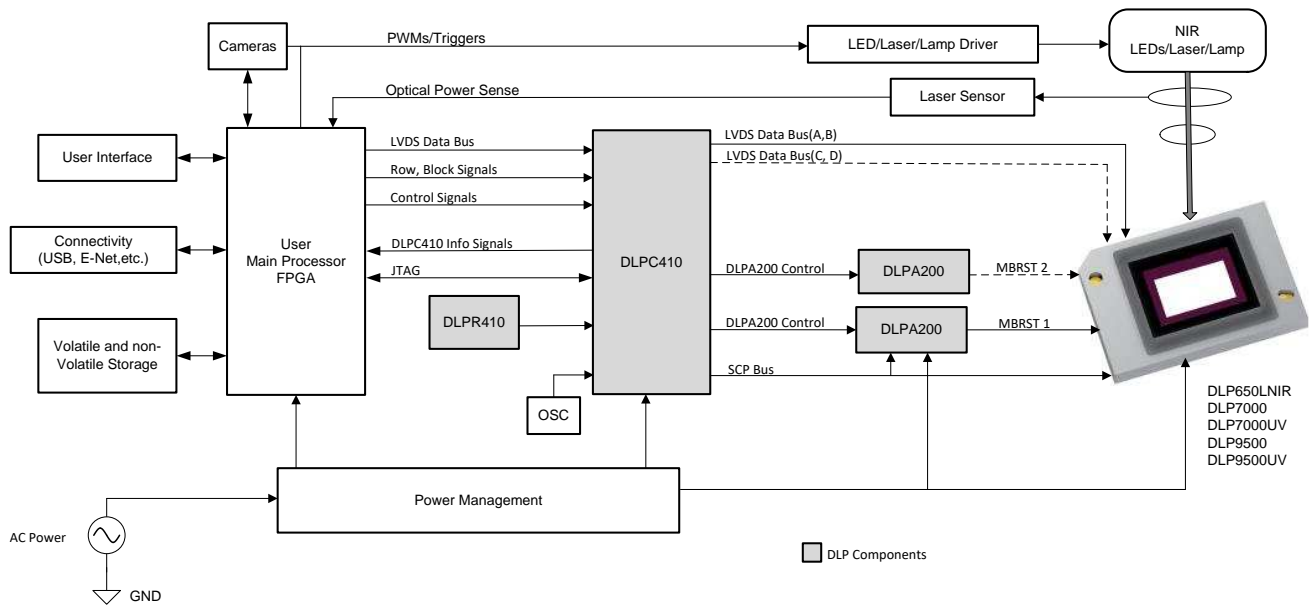 Cameras
PWMs/Triggers
LED/Laser/Lamp Driver
NIR
LEDs/Laser/Lamp
Optical Power Sense
Laser Sensor
User Interface
LVDS Data Bus
LVDS Data Bus(A,B)
LVDS Data Bus(C, D)
Row, Block Signals
Control Signals
Connectivity
(USB, E-Net,etc.)
User
Main Processor
FPGA
DLPC410 Info Signals
JTAG
DLPC410
DLPA200 Control
DLPA200
MBRST 2
DLPR410
DLPA200 Control
DLPA200
MBRST 1
Volatile and non-
Volatile Storage
SCP Bus
OSC
DLP650LNIR
DLP7000
DLP7000UV
DLP9500
DLP9500UV
Power Management
AC Power
DLP Components
GND